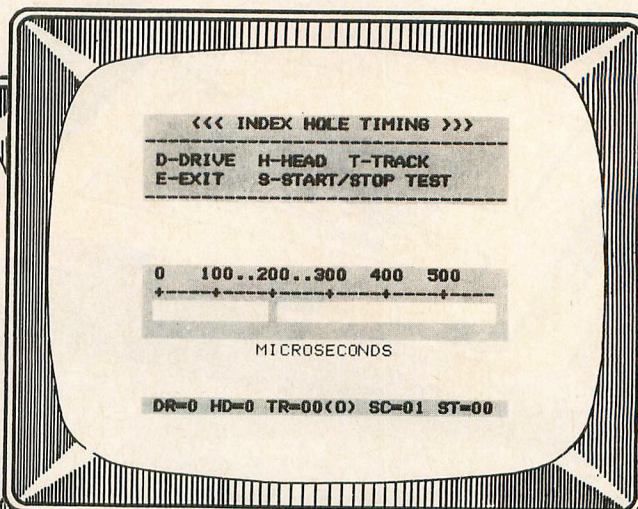 <<< INDEX HOLE TIMING >>>
D-DRIVE H-HEAD T-TRACK
E-EXIT S-START/STOP TEST
0 100..200..300 400 500
+----+----+----+----+----+----
MICROSECONDS
DR=0 HD=0 TR=00(0) SC=01 ST=00